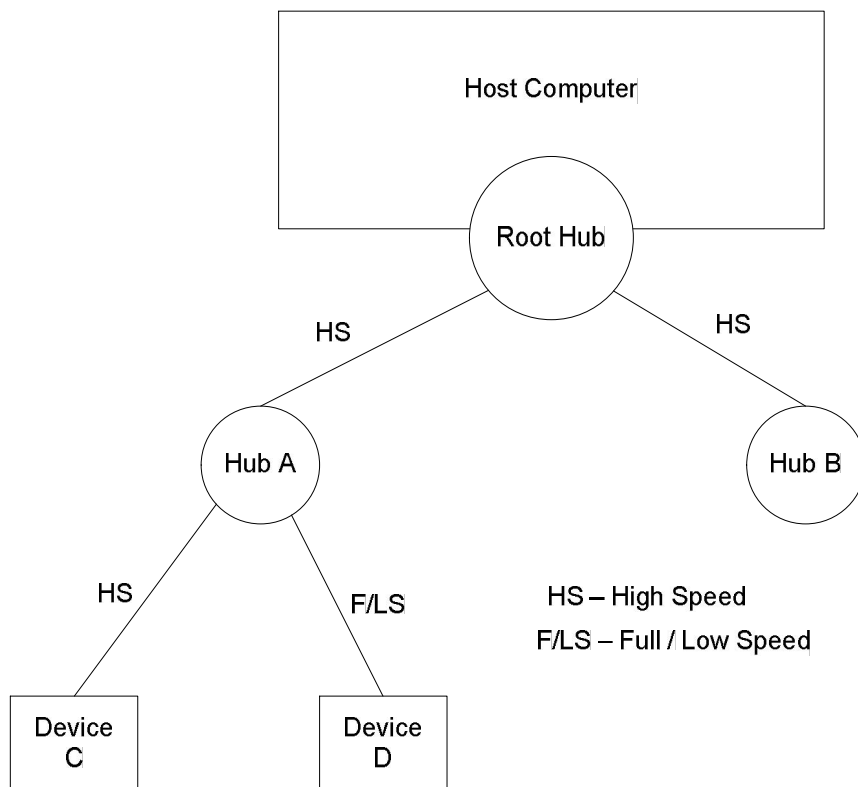 Host Computer
Root Hub
HS
HS
Hub A
Hub B
HS
F/LS
HS – High Speed
F/LS – Full / Low Speed
Device
C
Device
D